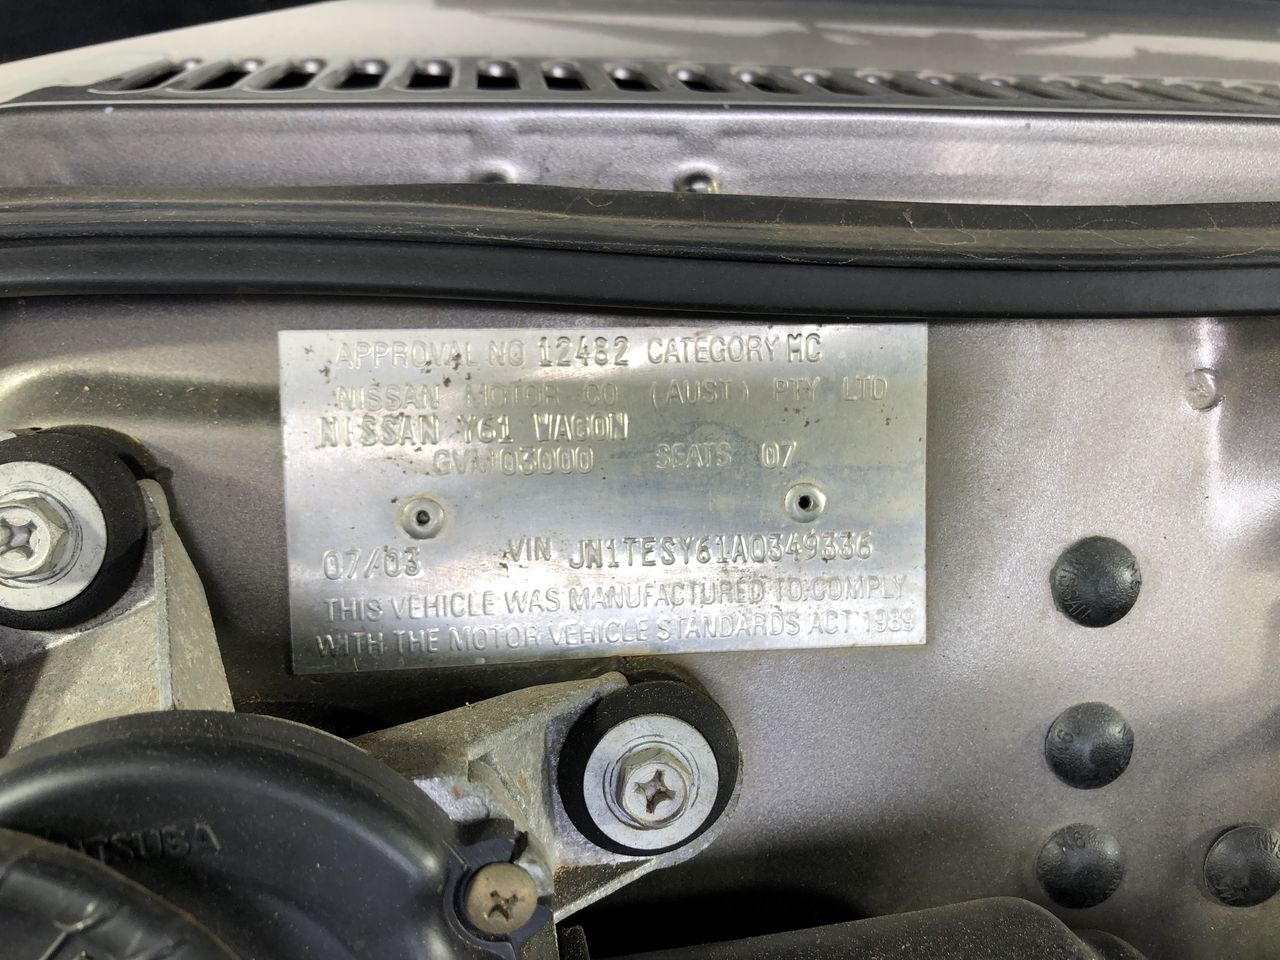 APPROVAL NO 12482 CATEGORY MC
NISSAN MOTOR CO (AUST) PTY LTD
NISSAN Y61 WAGON
GVM 03000 SEATS 07
07/03 VIN JN1TESY61A0349336
THIS VEHICLE WAS MANUFACTURED TO COMPLY
WITH THE MOTOR VEHICLE STANDARDS ACT 1989